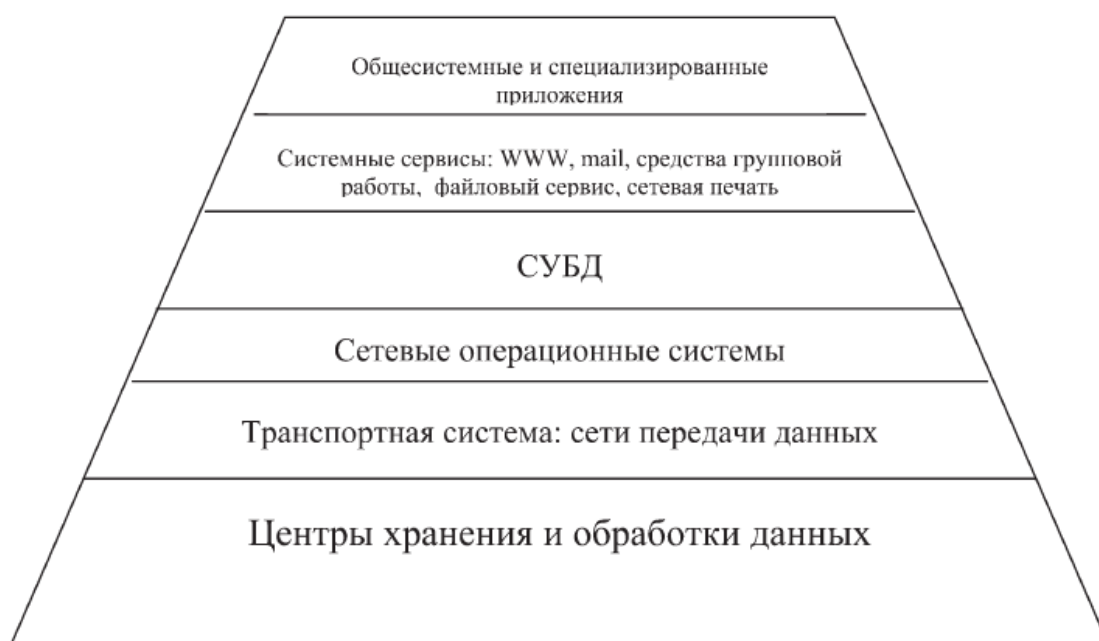 Общесистемные и специализированные
приложения
Системные сервисы: WWW, mail, средства групповой
работы, файловый сервис, сетевая печать
СУБД
Сетевые операционные системы
Транспортная система: сети передачи данных
Центры хранения и обработки данных